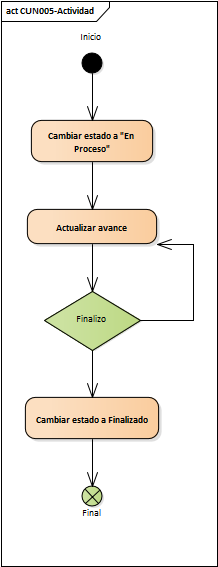 act CUN005-Actividad
Inicio
Cambiar estado a "En
Proceso"
Actualizar avance
Finalizo
Cambiar estado a Finalizado
Final